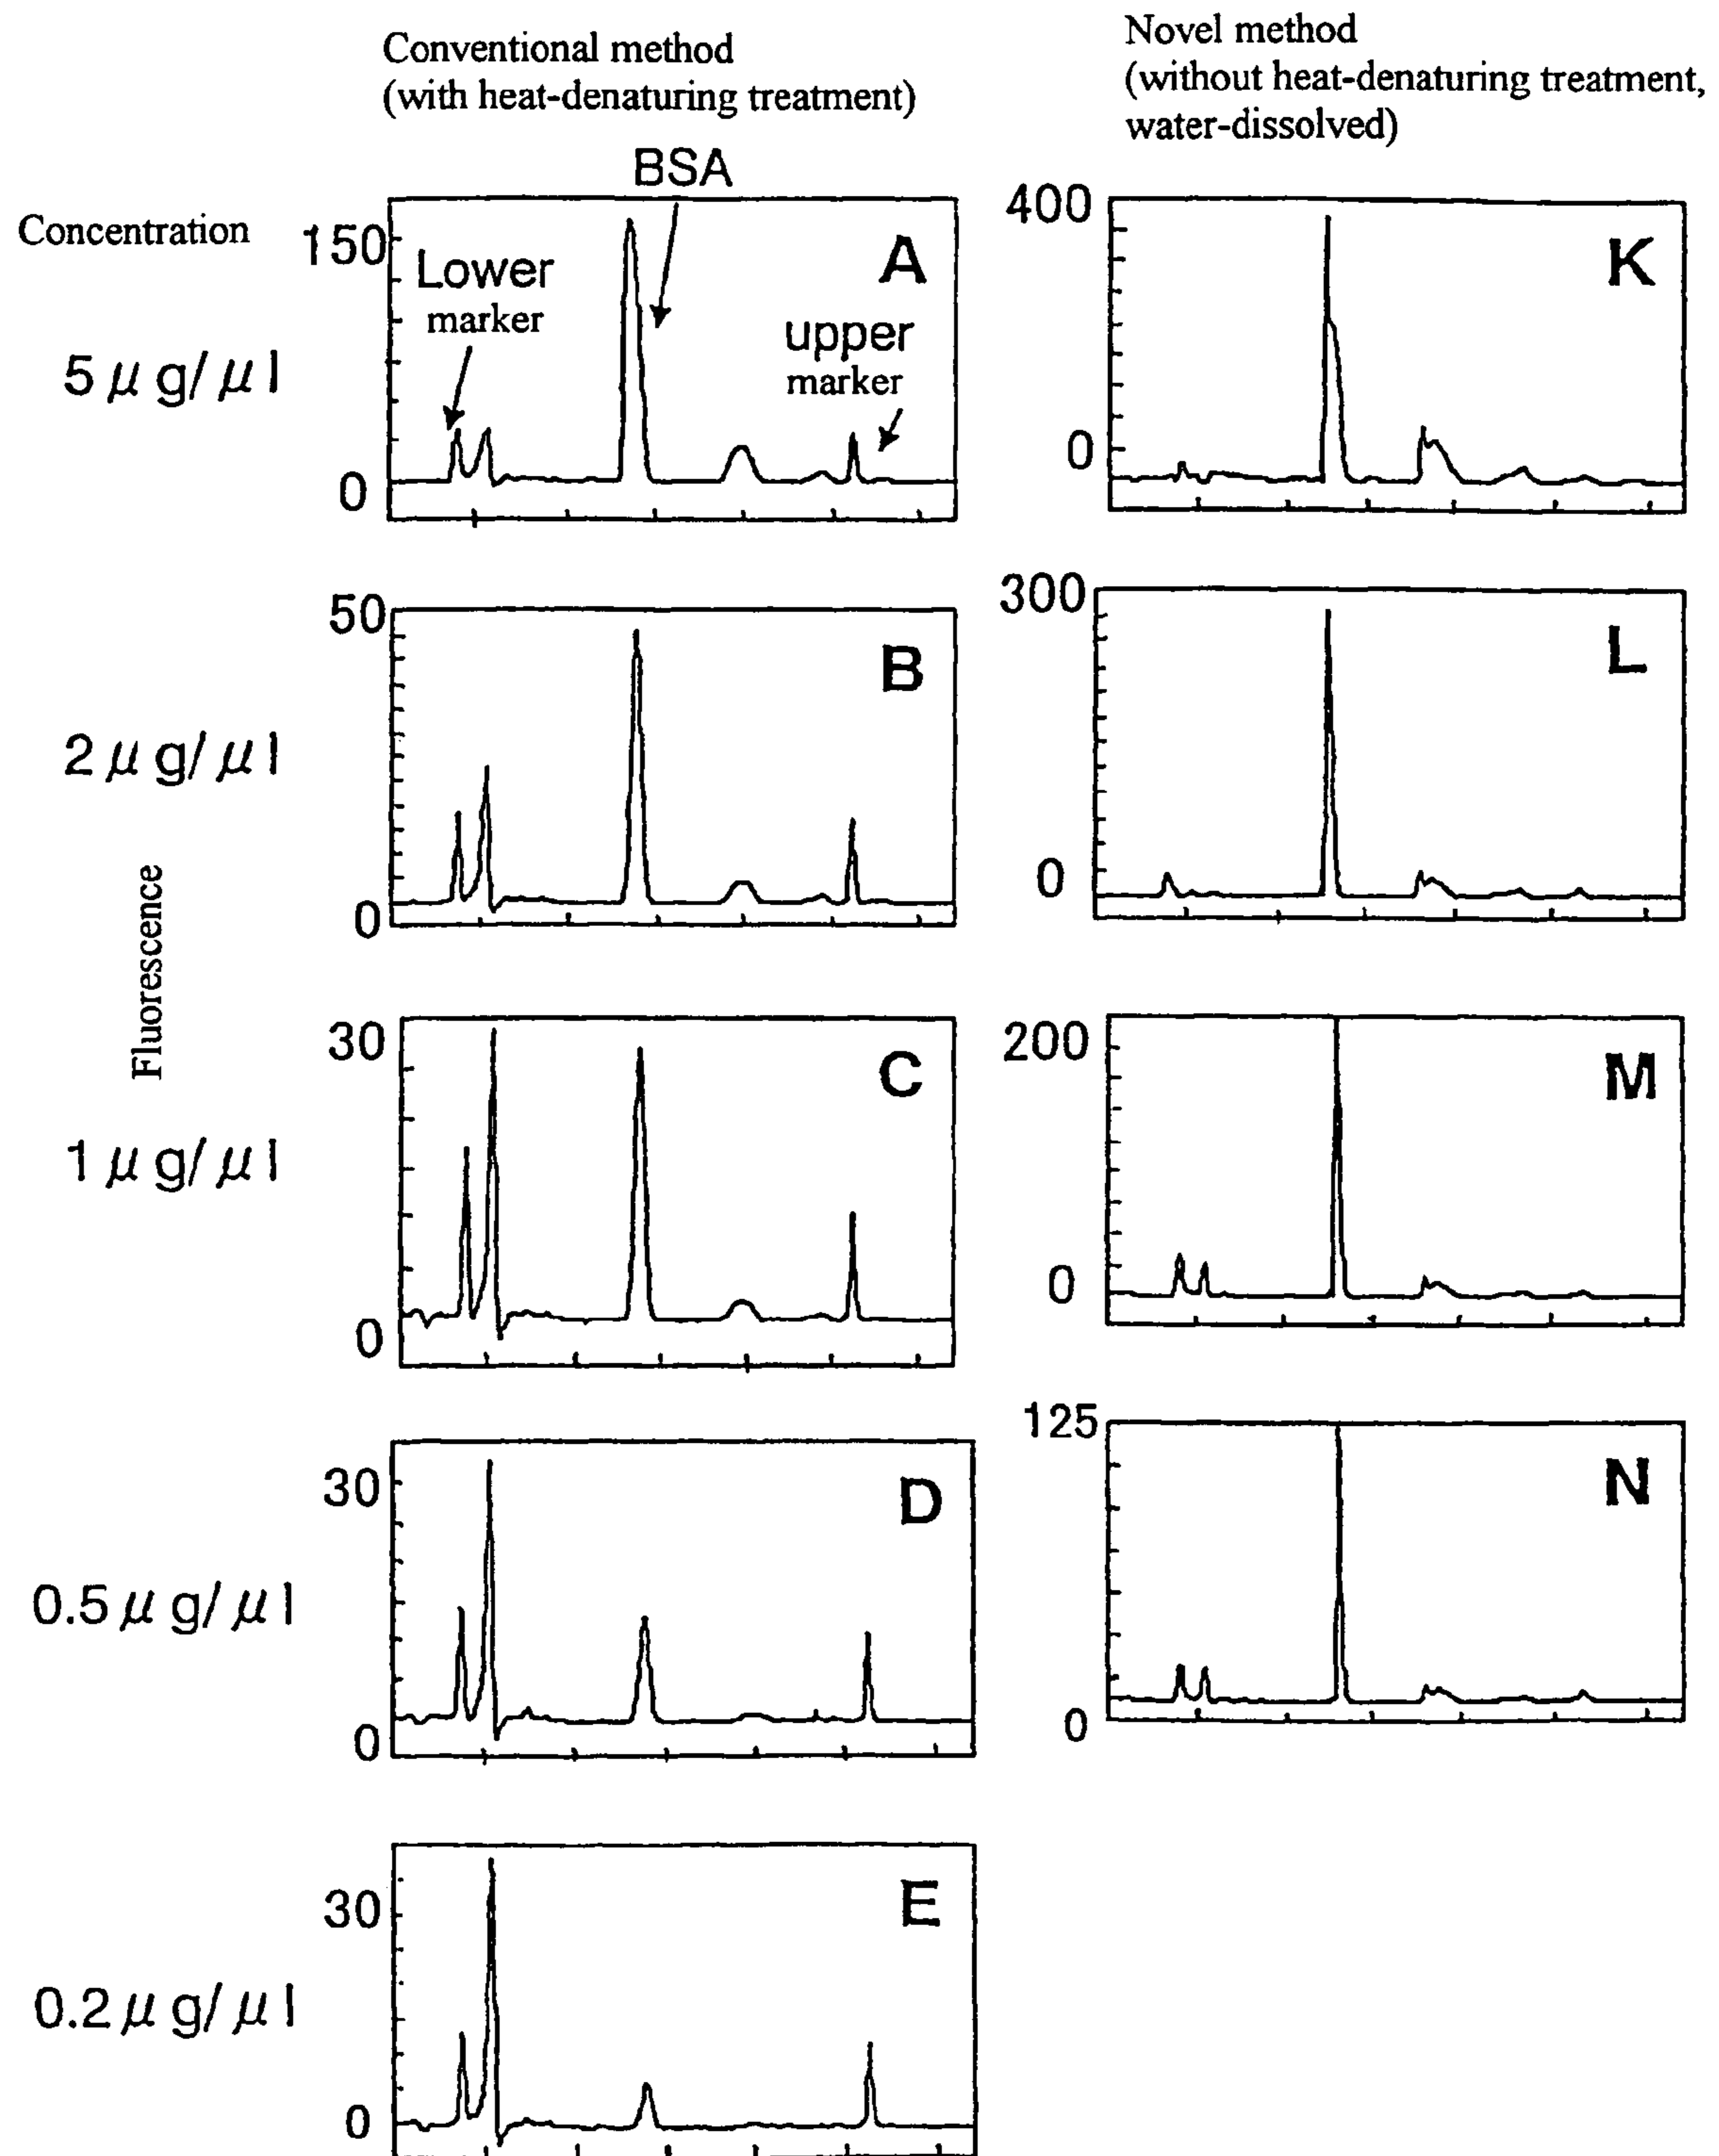 Conventional method
(with heat-denaturing treatment)
Novel method
(without heat-denaturing treatment,
water-dissolved)
Concentration
Fluorescence
5 μ g/ μ l
150
0
BSA
Lower
marker
upper
marker
A
400
0
K
2 μ g/ μ l
50
0
B
300
0
L
1 μ g/ μ l
30
0
C
200
0
M
0.5 μ g/ μ l
30
0
D
125
0
N
0.2 μ g/ μ l
30
0
E